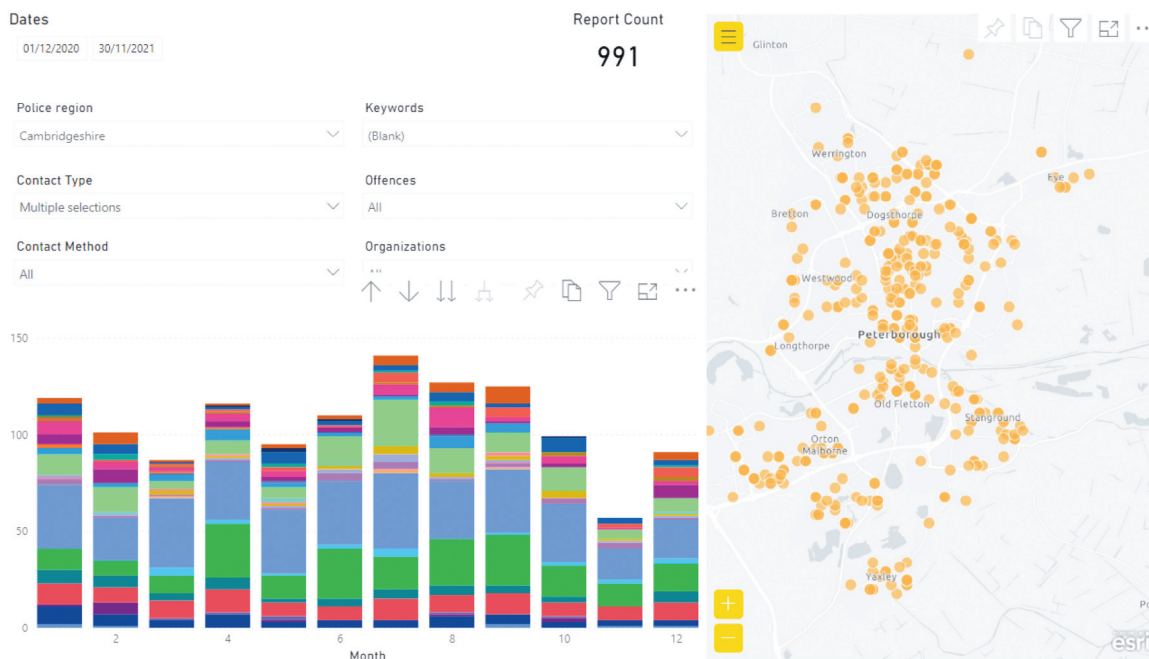 Dates
01/12/2020 30/11/2021
Report Count
991
Police region
Cambridgeshire
Keywords
(Blank)
Contact Type
Multiple selections
Offences
All
Contact Method
All
Organizations
150
100
50
0
2 4 6 8 10 12
Month
Glinton
Werrington
Eye
Bretton
Dogsthorpe
Westwood
Peterborough
Longthorpe
Old Fletton
Stanground
Orton
Malborne
Yaxley
esri